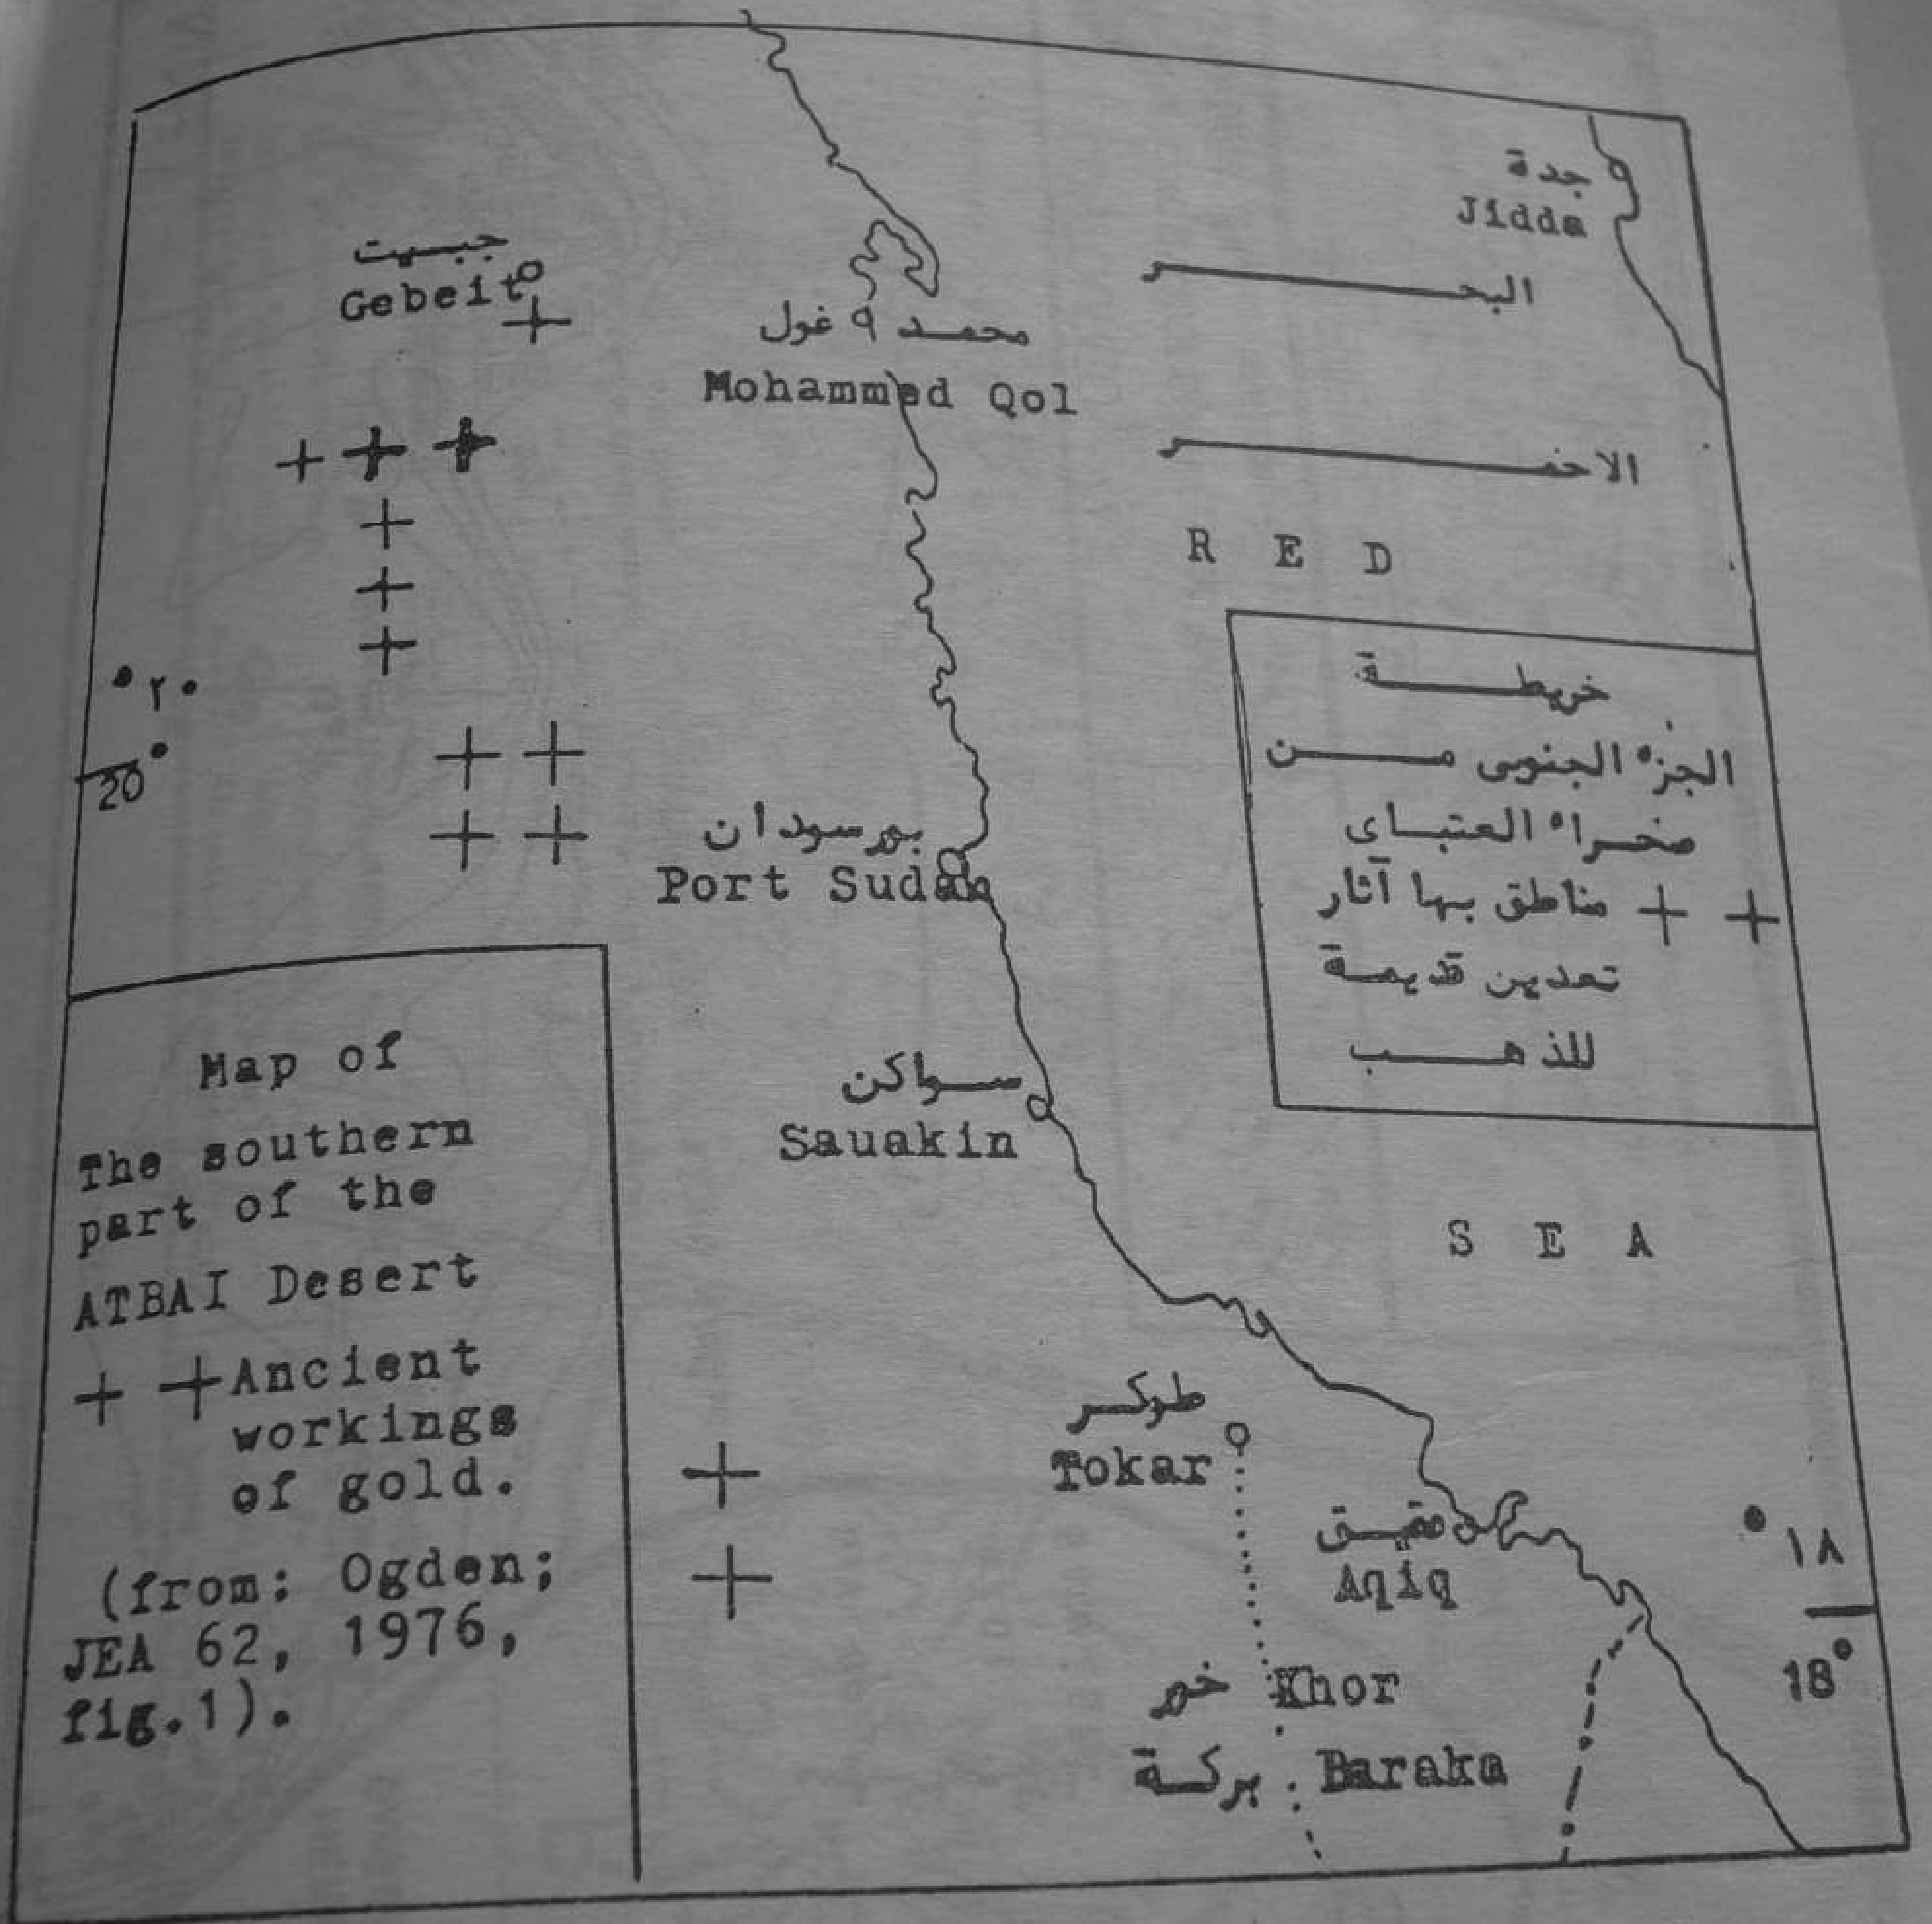 جدة
Jidda
جبيت
Gebeit
البحر
محمد غول
Mohammed Qol
الاحمر
R E D
خريطة
الجزء الجنوبى من
صحراء العتباى
+ + مناطق بها آثار
تعدين قديمة
للذهب
°٢٠
20°
بورسودان
Port Sudan
Map of
The southern
part of the
ATBAI Desert
+ + Ancient
workings
of gold.
(from: Ogden;
JEA 62, 1976,
fig.1).
سواكن
Sauakin
S E A
طوكر
Tokar
عقيق
Aqiq
°١٨
18°
خور Khor
بركة Baraka